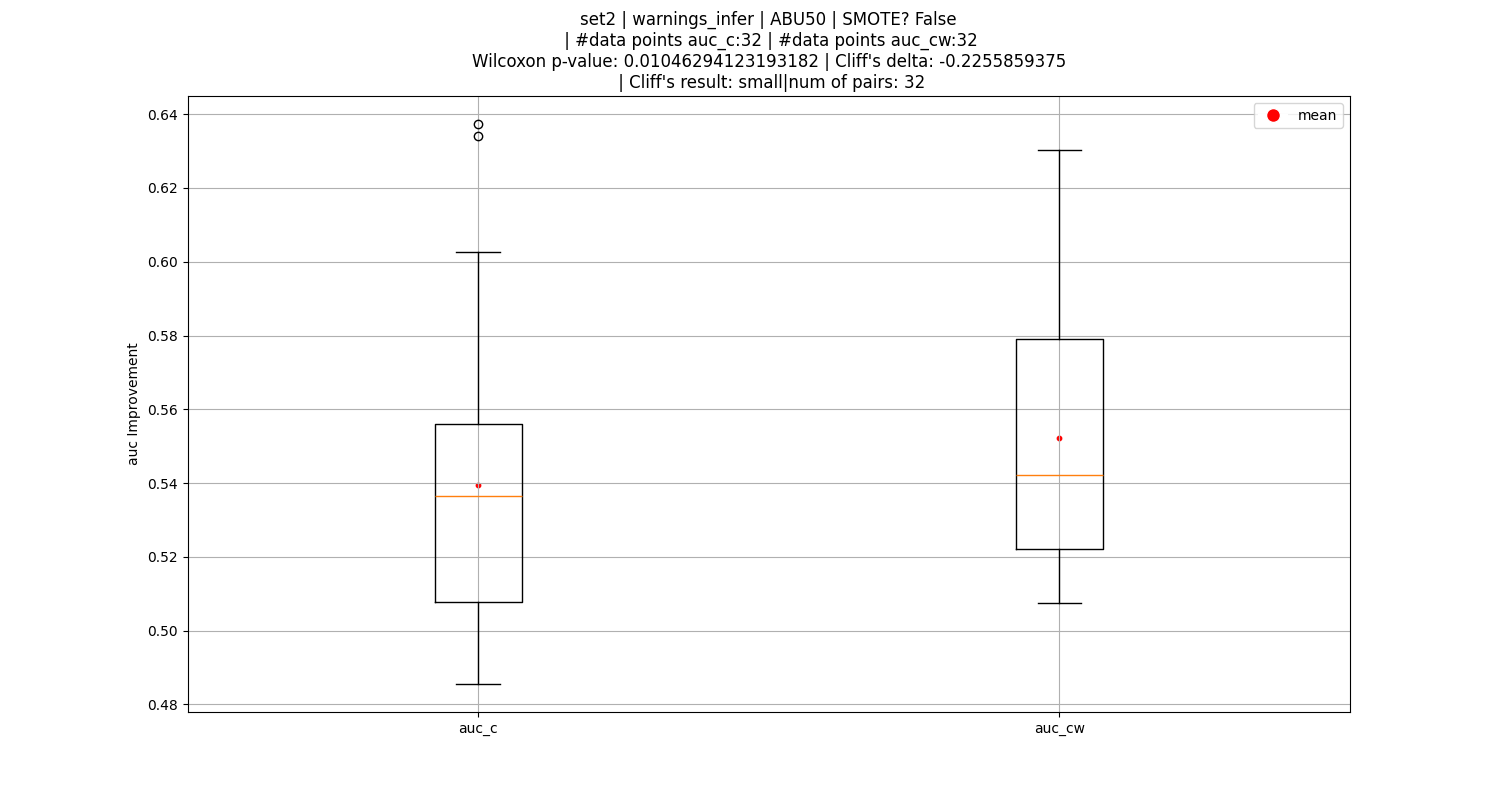 set2 | warnings_infer | ABU50 | SMOTE? False
| #data points auc_c:32 | #data points auc_cw:32
Wilcoxon p-value: 0.01046294123193182 | Cliff's delta: -0.2255859375
| Cliff's result: small|num of pairs: 32
mean
0.64
0.62
0.60
0.58
0.56
0.54
0.52
0.50
0.48
auc Improvement
auc_c
auc_cw